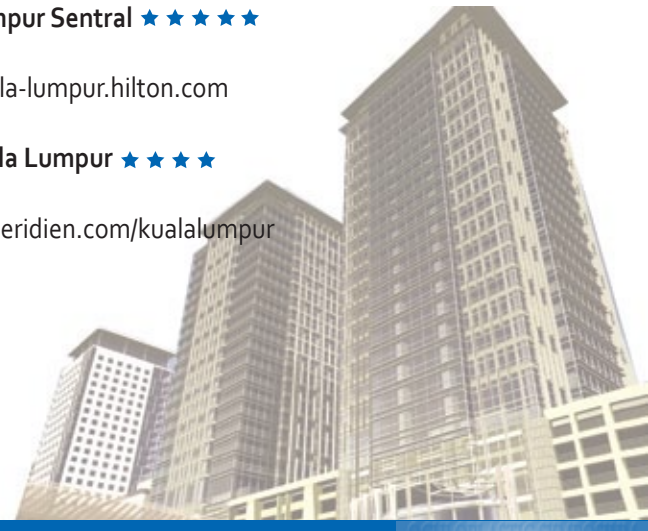 mpur Sentral ★★★★★
la-lumpur.hilton.com
la Lumpur ★★★★
eridien.com/kualalumpur